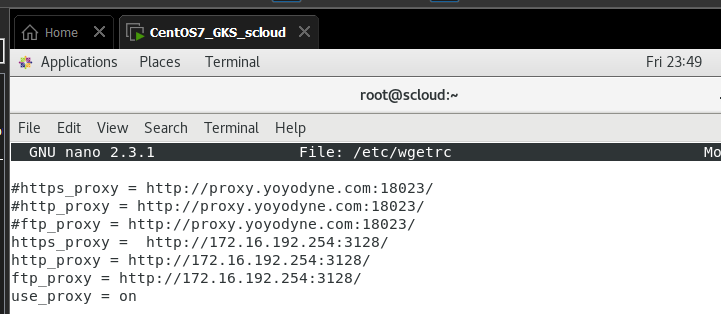 Home
CentOS7_GKS_scloud
Applications Places Terminal Fri 23:49
root@scloud:~
File Edit View Search Terminal Help
GNU nano 2.3.1 File: /etc/wgetrc Mo
#https_proxy = http://proxy.yoyodyne.com:18023/
#http_proxy = http://proxy.yoyodyne.com:18023/
#ftp_proxy = http://proxy.yoyodyne.com:18023/
https_proxy =  http://172.16.192.254:3128/
http_proxy = http://172.16.192.254:3128/
ftp_proxy = http://172.16.192.254:3128/
use_proxy = on